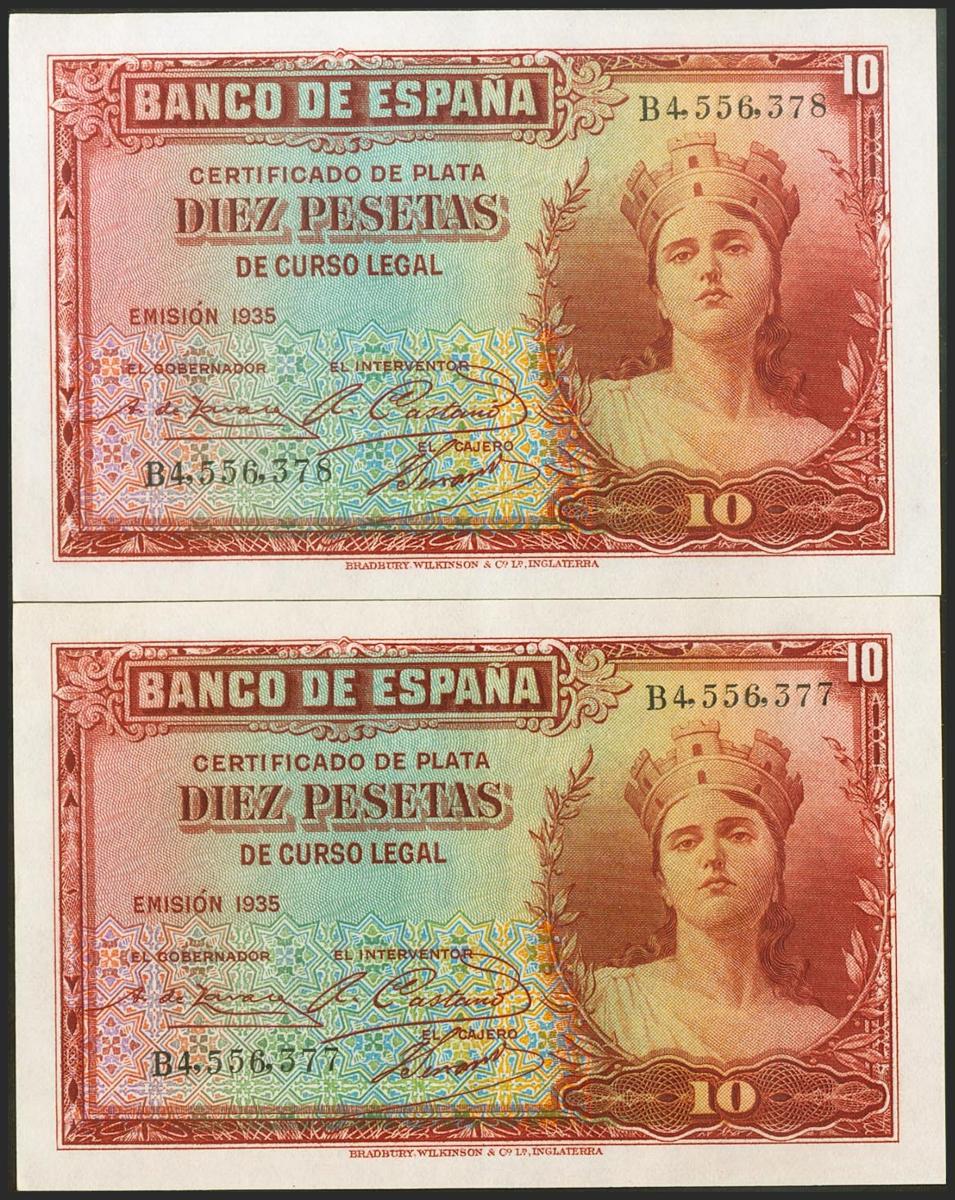 BANCO DE ESPAÑA
B4,556,378
10
CERTIFICADO DE PLATA
DIEZ PESETAS
DE CURSO LEGAL
EMISIÓN 1935
EL GOBERNADOR EL INTERVENTOR
A. Castaño
EL CAJERO
B4,556,378
10
BRADBURY, WILKINSON & Cº Lº, INGLATERRA
BANCO DE ESPAÑA
B4,556,377
10
CERTIFICADO DE PLATA
DIEZ PESETAS
DE CURSO LEGAL
EMISIÓN 1935
EL GOBERNADOR EL INTERVENTOR
A. Castaño
EL CAJERO
B4,556,377
10
BRADBURY, WILKINSON & Cº Lº, INGLATERRA